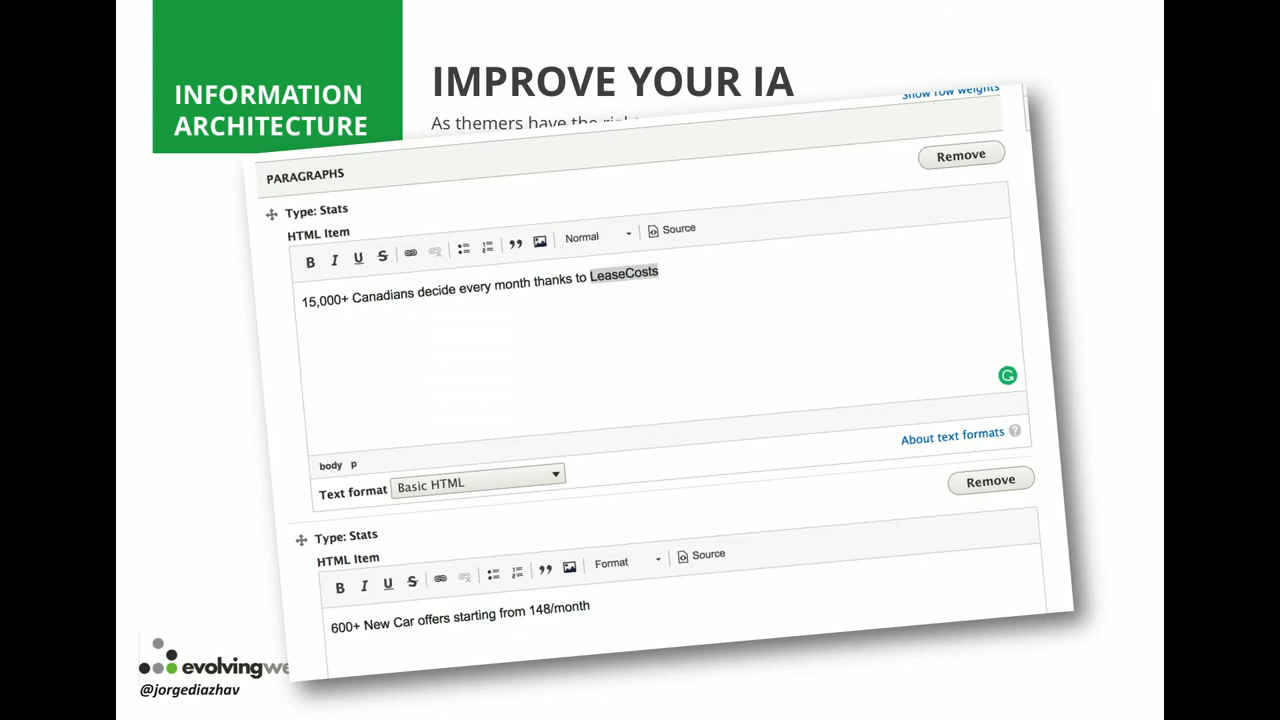 INFORMATION
ARCHITECTURE
IMPROVE YOUR IA
As themers have the
Show row weights
PARAGRAPHS
Remove
Type: Stats
HTML Item
B I U S Normal Source
15,000+ Canadians decide every month thanks to LeaseCosts
body p
About text formats ?
Text format Basic HTML
Remove
Type: Stats
HTML Item
B I U S Format Source
600+ New Car offers starting from 148/month
@jorgediazhav